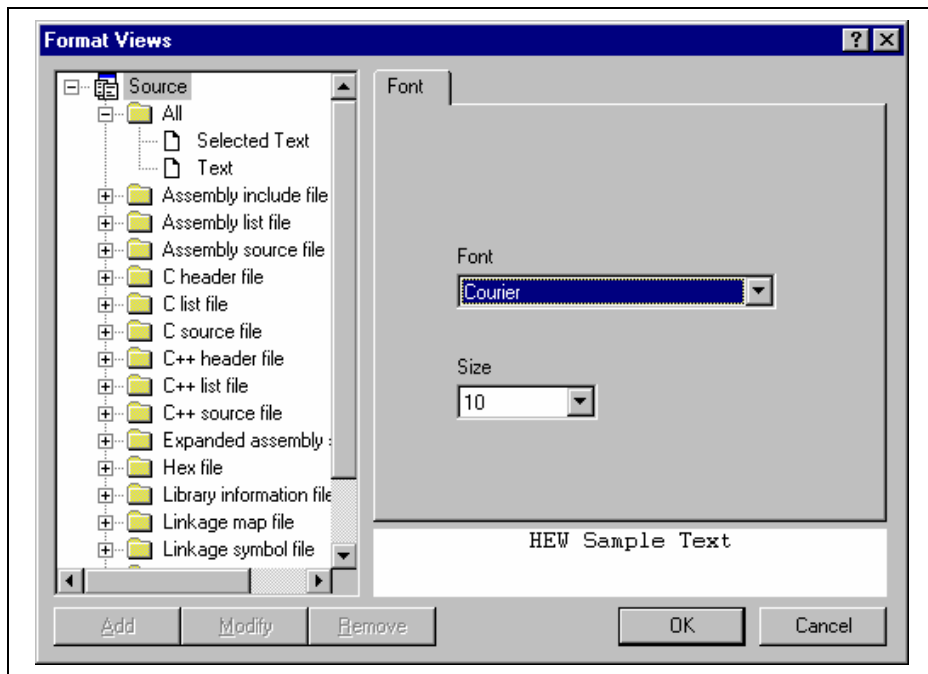 Format Views
Source
All
Selected Text
Text
Assembly include file
Assembly list file
Assembly source file
C header file
C list file
C source file
C++ header file
C++ list file
C++ source file
Expanded assembly
Hex file
Library information file
Linkage map file
Linkage symbol file
Font
Font
Courier
Size
10
HEW Sample Text
Add Modify Remove OK Cancel